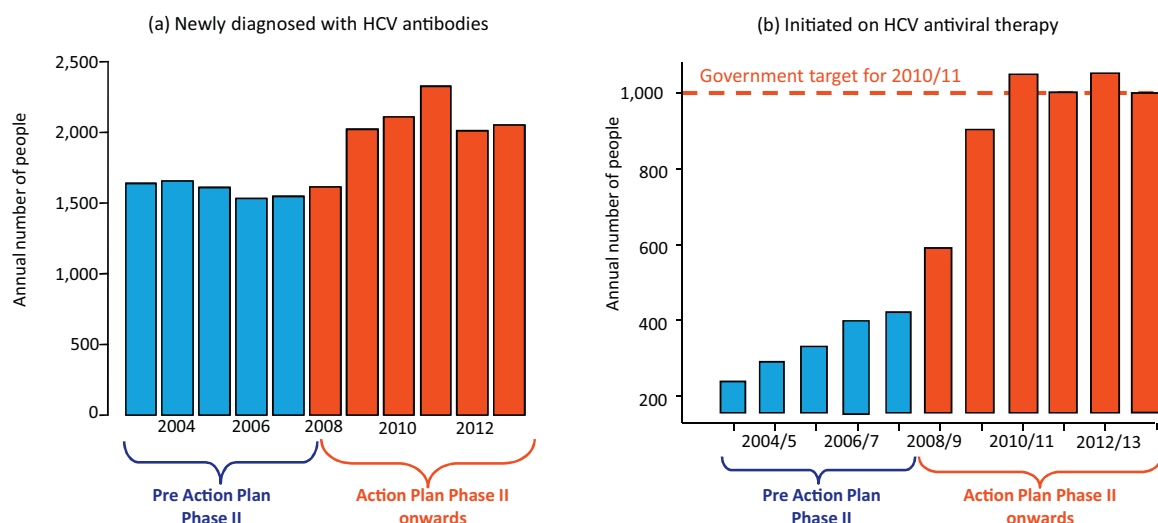 (a) Newly diagnosed with HCV antibodies
Annual number of people
2,500
2,000
1,500
1,000
500
0
2004 2006 2008 2010 2012
Pre Action Plan
Phase II
Action Plan Phase II
onwards
(b) Initiated on HCV antiviral therapy
Government target for 2010/11
Annual number of people
1,000
800
600
400
200
2004/5 2006/7 2008/9 2010/11 2012/13
Pre Action Plan
Phase II
Action Plan Phase II
onwards